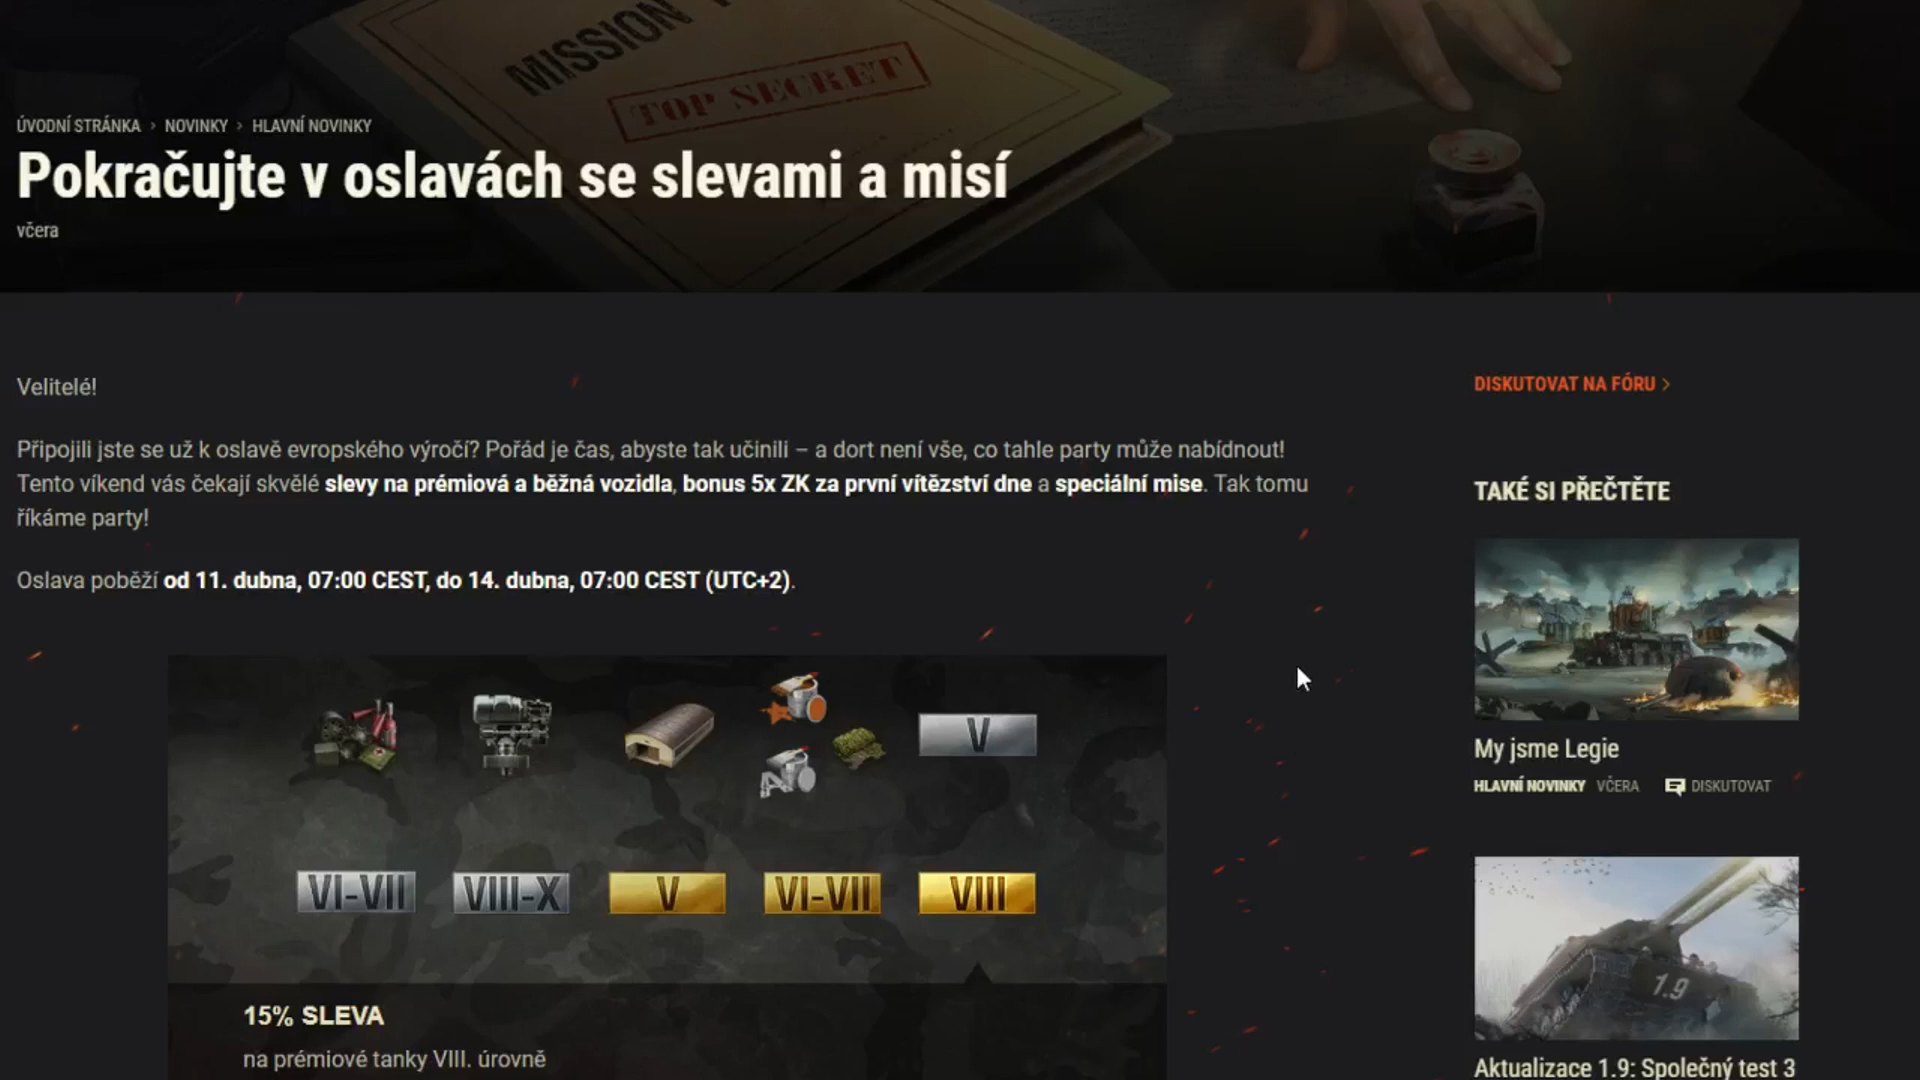 MISSION
TOP SECRET
ÚVODNÍ STRÁNKA › NOVINKY › HLAVNÍ NOVINKY
Pokračujte v oslavách se slevami a misí
včera
Velitelé!
Připojili jste se už k oslavě evropského výročí? Pořád je čas, abyste tak učinili – a dort není vše, co tahle party může nabídnout!
Tento víkend vás čekají skvělé slevy na prémiová a běžná vozidla, bonus 5x ZK za první vítězství dne a speciální mise. Tak tomu
říkáme party!
Oslava poběží od 11. dubna, 07:00 CEST, do 14. dubna, 07:00 CEST (UTC+2).
V
VI-VII VIII-X V VI-VII VIII
15% SLEVA
na prémiové tanky VIII. úrovně
DISKUTOVAT NA FÓRU ›
TAKÉ SI PŘEČTĚTE
My jsme Legie
HLAVNÍ NOVINKY VČERA DISKUTOVAT
1.9
Aktualizace 1.9: Společný test 3